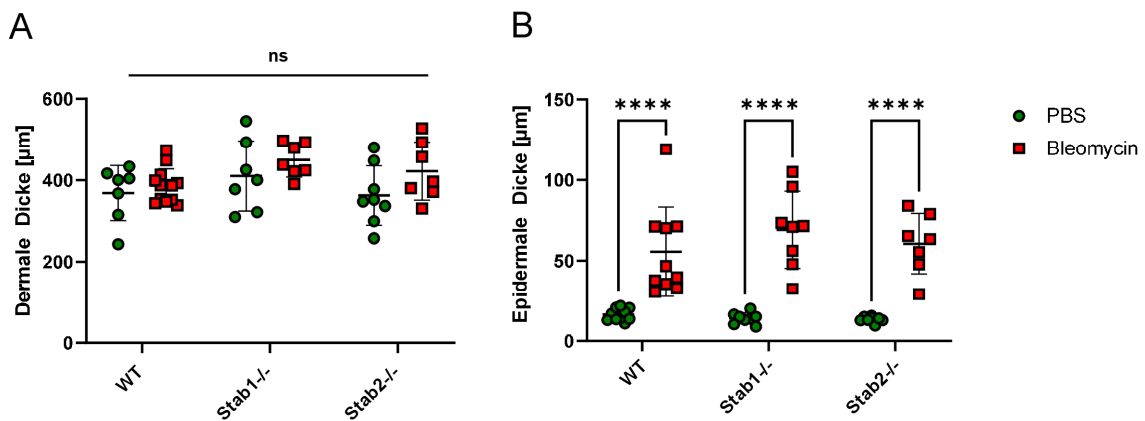 A
ns
Dermale Dicke [µm]
600
400
200
0
WT
Stab1-/-
Stab2-/-
B
Epidermale Dicke [µm]
150
100
50
0
****
****
****
WT
Stab1-/-
Stab2-/-
PBS
Bleomycin